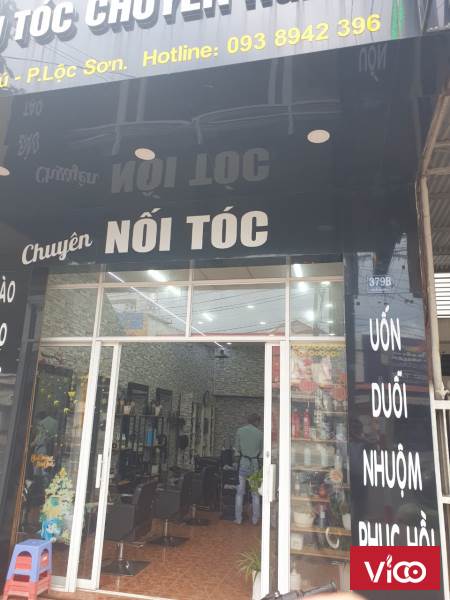 TÓC CHUYÊN
ú - P.Lộc Sơn. Hotline: 093 8942 396
Chuyên NỐI TÓC
379B
UỐN
DUỖI
NHUỘM
PHỤC HỒI
VICO